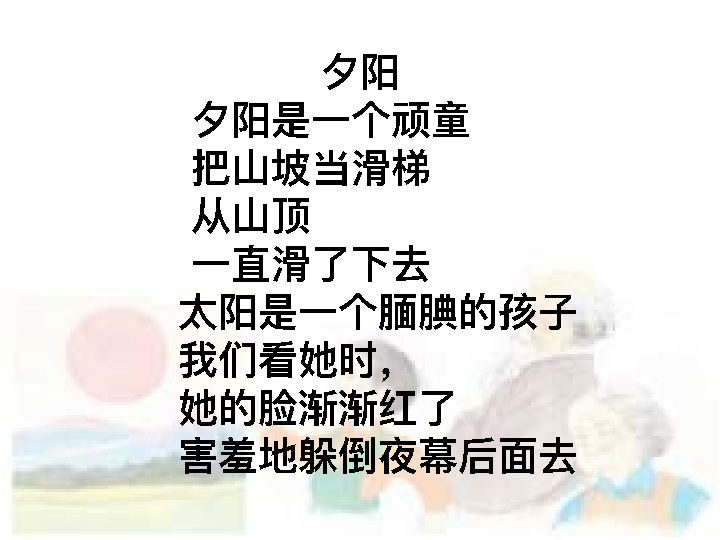 夕阳
夕阳是一个顽童
把山坡当滑梯
从山顶
一直滑了下去
太阳是一个腼腆的孩子
我们看她时，
她的脸渐渐红了
害羞地躲倒夜幕后面去